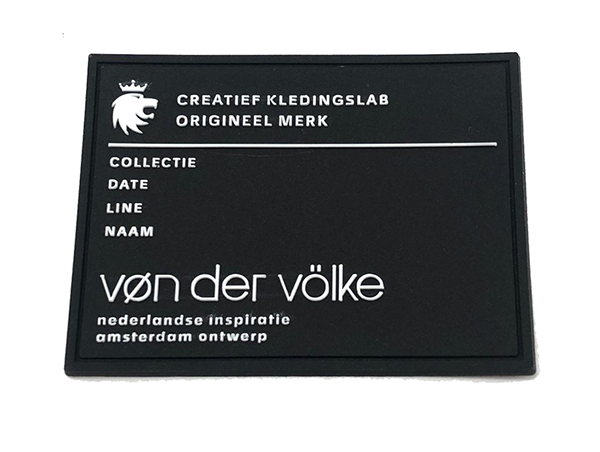 CREATIEF KLEDINGSLAB
ORIGINEEL MERK
COLLECTIE
DATE
LINE
NAAM
vøn der völke
nederlandse inspiratie
amsterdam ontwerp